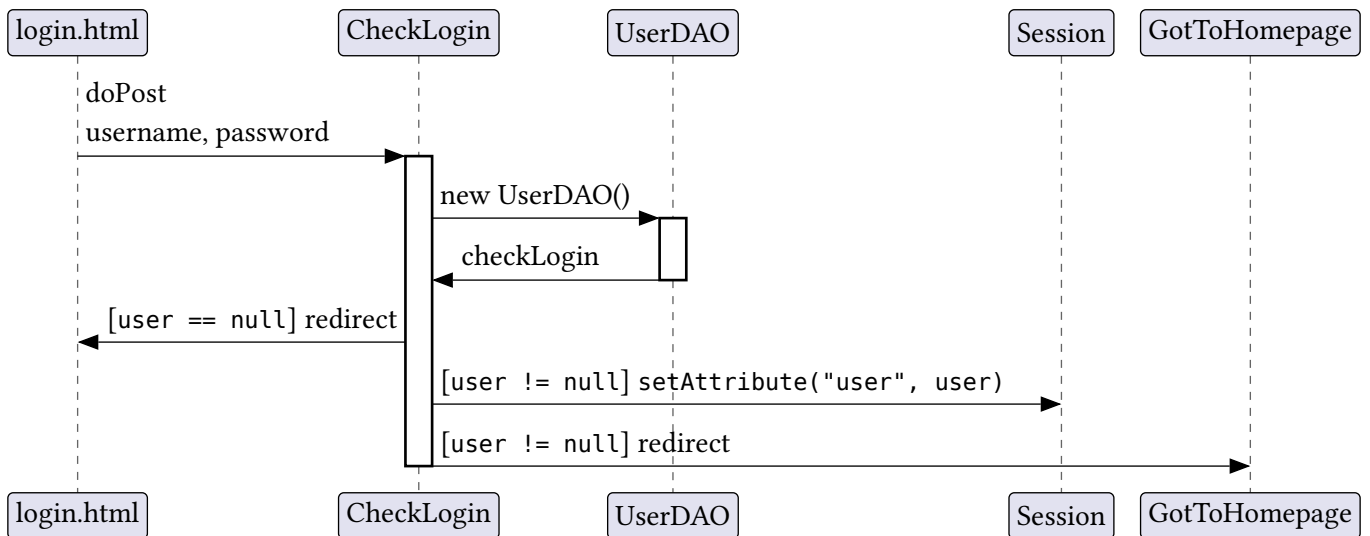 login.html CheckLogin UserDAO Session GotToHomepage
doPost
username, password
new UserDAO()
checkLogin
[user == null] redirect
[user != null] setAttribute("user", user)
[user != null] redirect
login.html CheckLogin UserDAO Session GotToHomepage